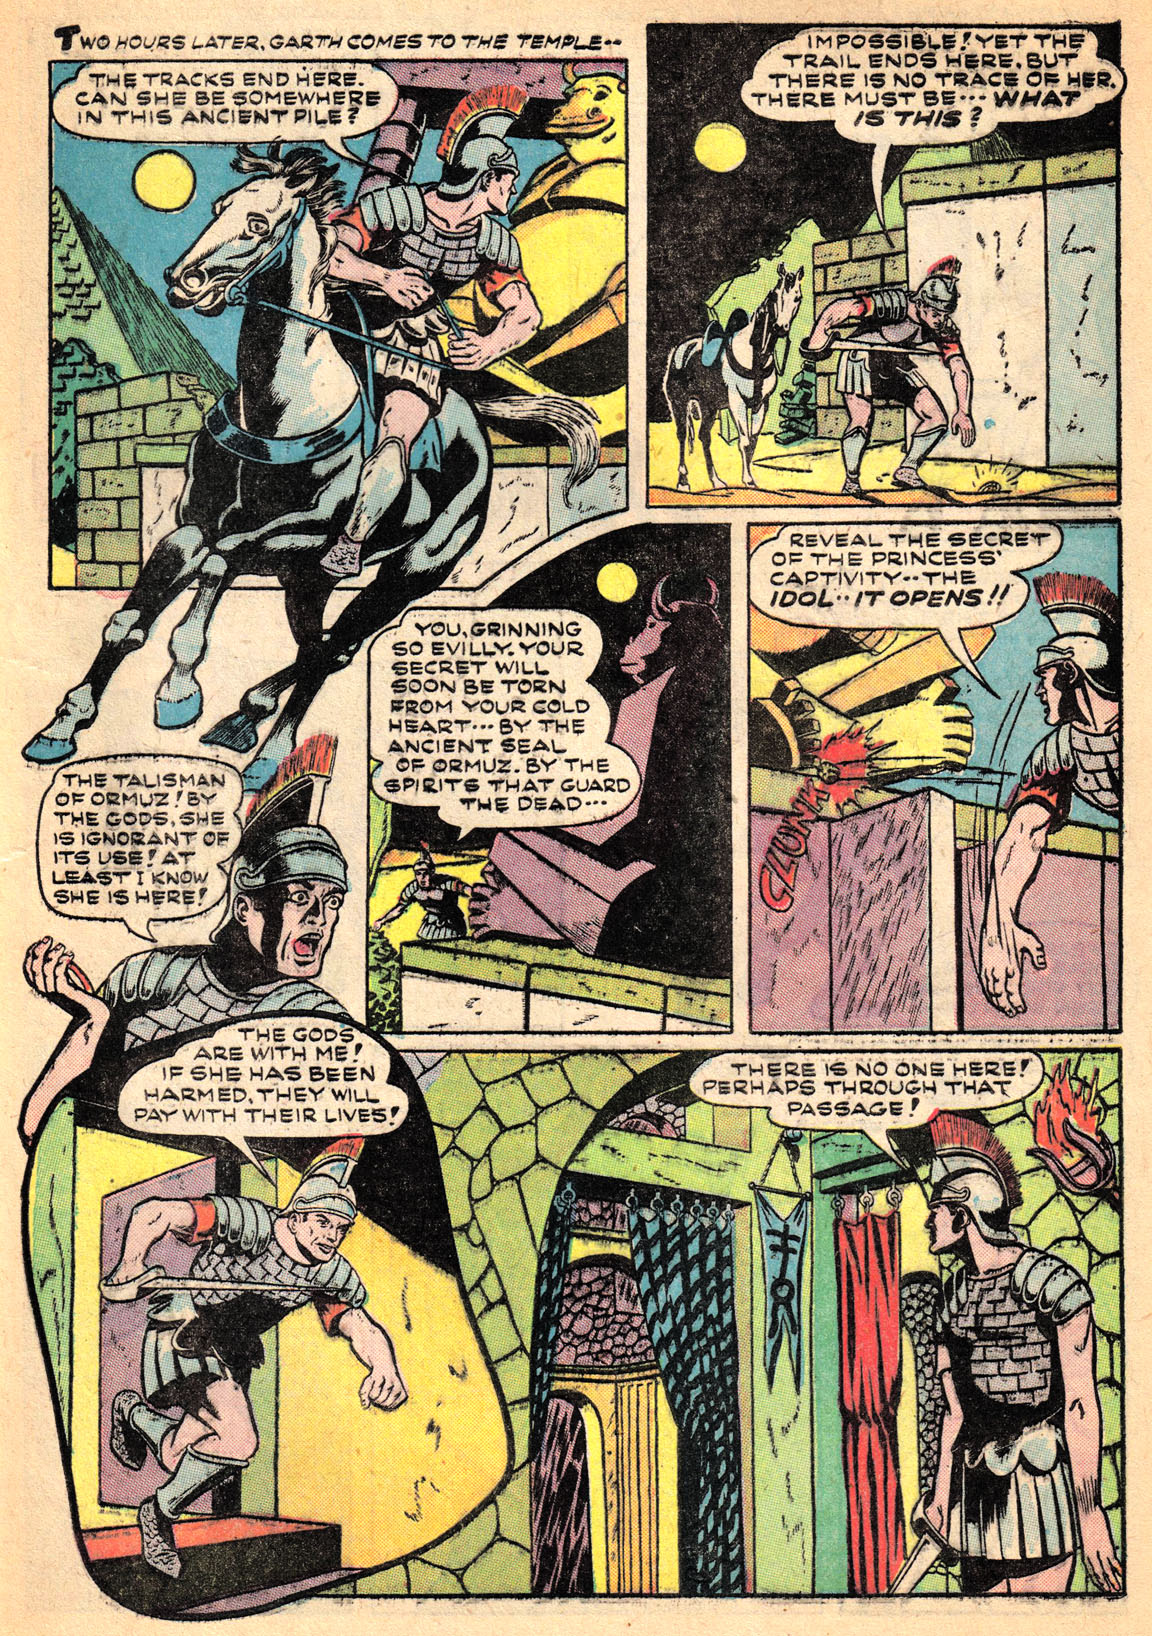 TWO HOURS LATER, GARTH COMES TO THE TEMPLE--
THE TRACKS END HERE.
CAN SHE BE SOMEWHERE
IN THIS ANCIENT PILE?
IMPOSSIBLE! YET THE
TRAIL ENDS HERE, BUT
THERE IS NO TRACE OF HER.
THERE MUST BE--- WHAT
IS THIS?
THE TALISMAN
OF ORMUZ! BY
THE GODS, SHE
IS IGNORANT OF
ITS USE! AT
LEAST I KNOW
SHE IS HERE!
YOU, GRINNING
SO EVILLY. YOUR
SECRET WILL
SOON BE TORN
FROM YOUR COLD
HEART--- BY THE
ANCIENT SEAL
OF ORMUZ. BY THE
SPIRITS THAT GUARD
THE DEAD---
REVEAL THE SECRET
OF THE PRINCESS'
CAPTIVITY-- THE
IDOL-- IT OPENS!!
CLUNK
THE GODS
ARE WITH ME!
IF SHE HAS BEEN
HARMED, THEY WILL
PAY WITH THEIR LIVES!
THERE IS NO ONE HERE!
PERHAPS THROUGH THAT
PASSAGE!